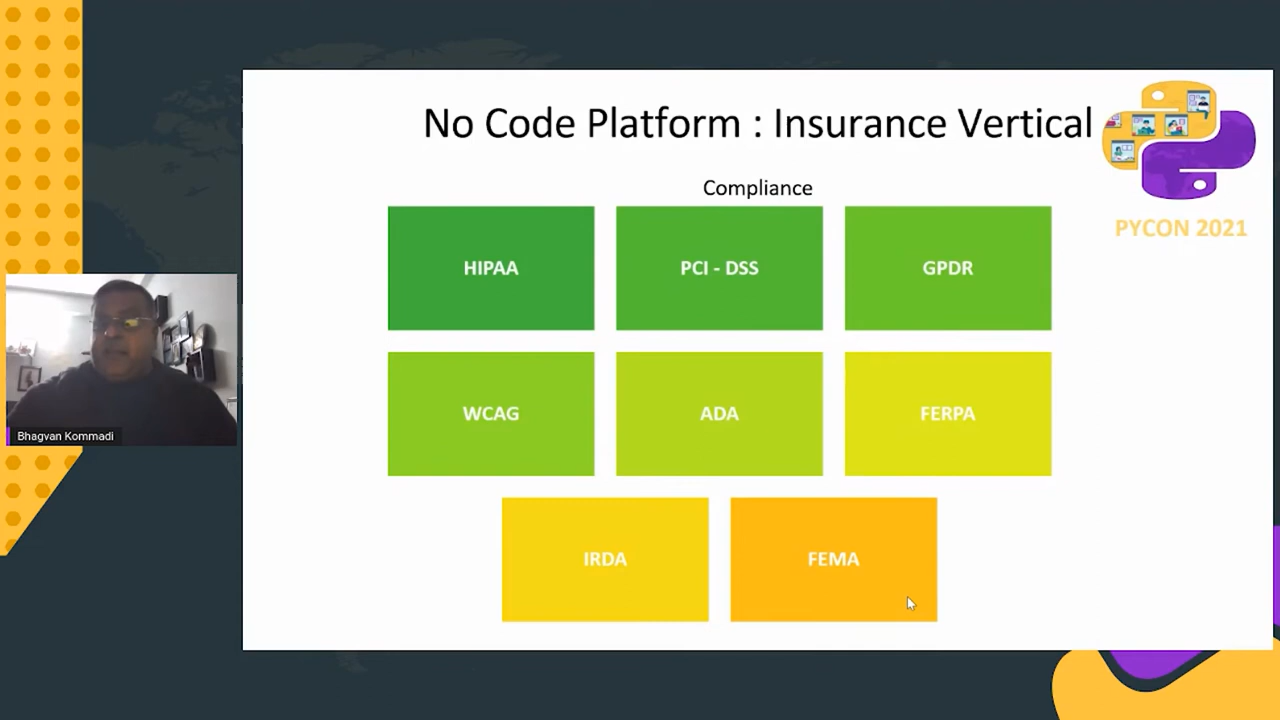 No Code Platform : Insurance Vertical
Compliance
PYCON 2021
HIPAA
PCI - DSS
GPDR
WCAG
ADA
FERPA
IRDA
FEMA
Bhagvan Kommadi